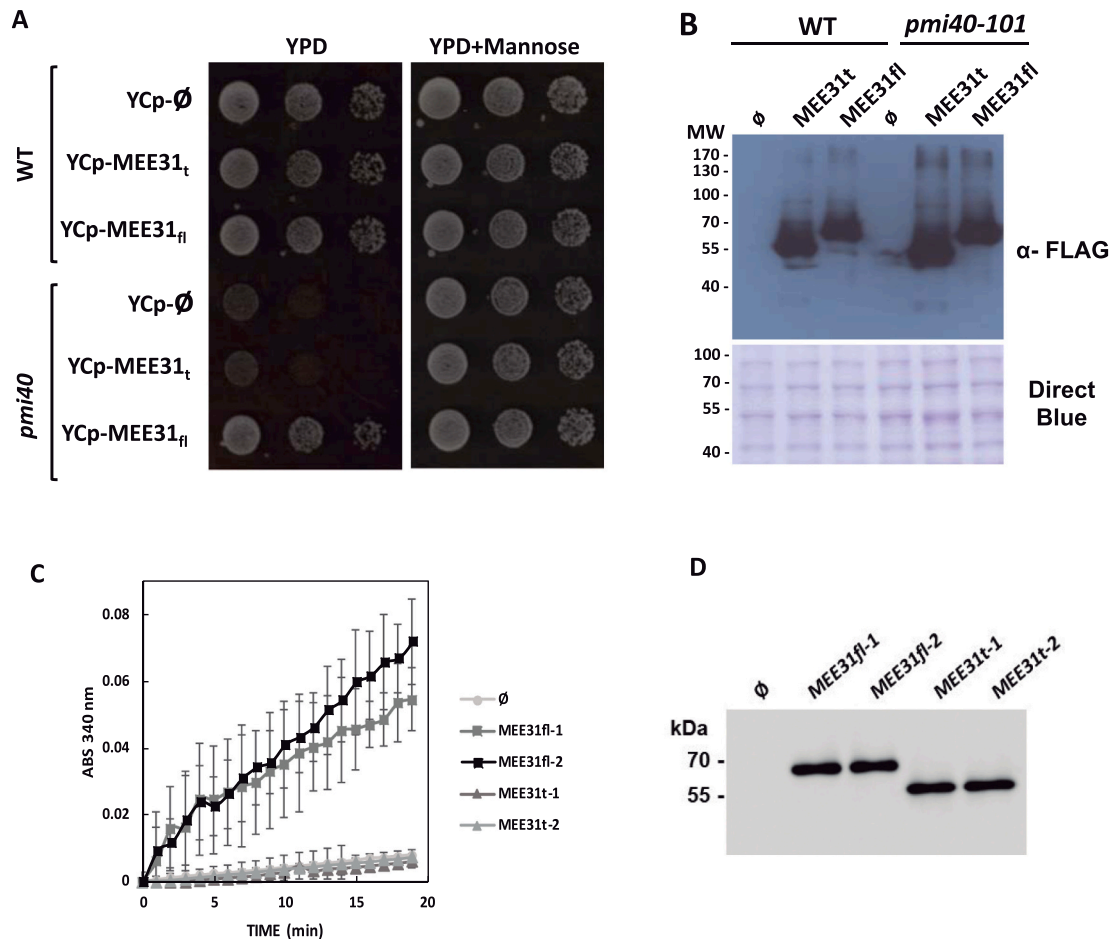 A
YPD YPD+Mannose
WT
YCp-Ø
YCp-MEE31t
YCp-MEE31fl
pmi40
YCp-Ø
YCp-MEE31t
YCp-MEE31fl
B
WT pmi40-101
MW ø MEE31t MEE31fl ø MEE31t MEE31fl
170 -
130 -
100 -
70 -
55 -
40 -
α- FLAG
100 -
70 -
55 -
40 -
Direct
Blue
C
ABS 340 nm
0.08
0.06
0.04
0.02
0
0 5 10 15 20
TIME (min)
Ø
MEE31fl-1
MEE31fl-2
MEE31t-1
MEE31t-2
D
Ø MEE31fl-1 MEE31fl-2 MEE31t-1 MEE31t-2
kDa
70 -
55 -